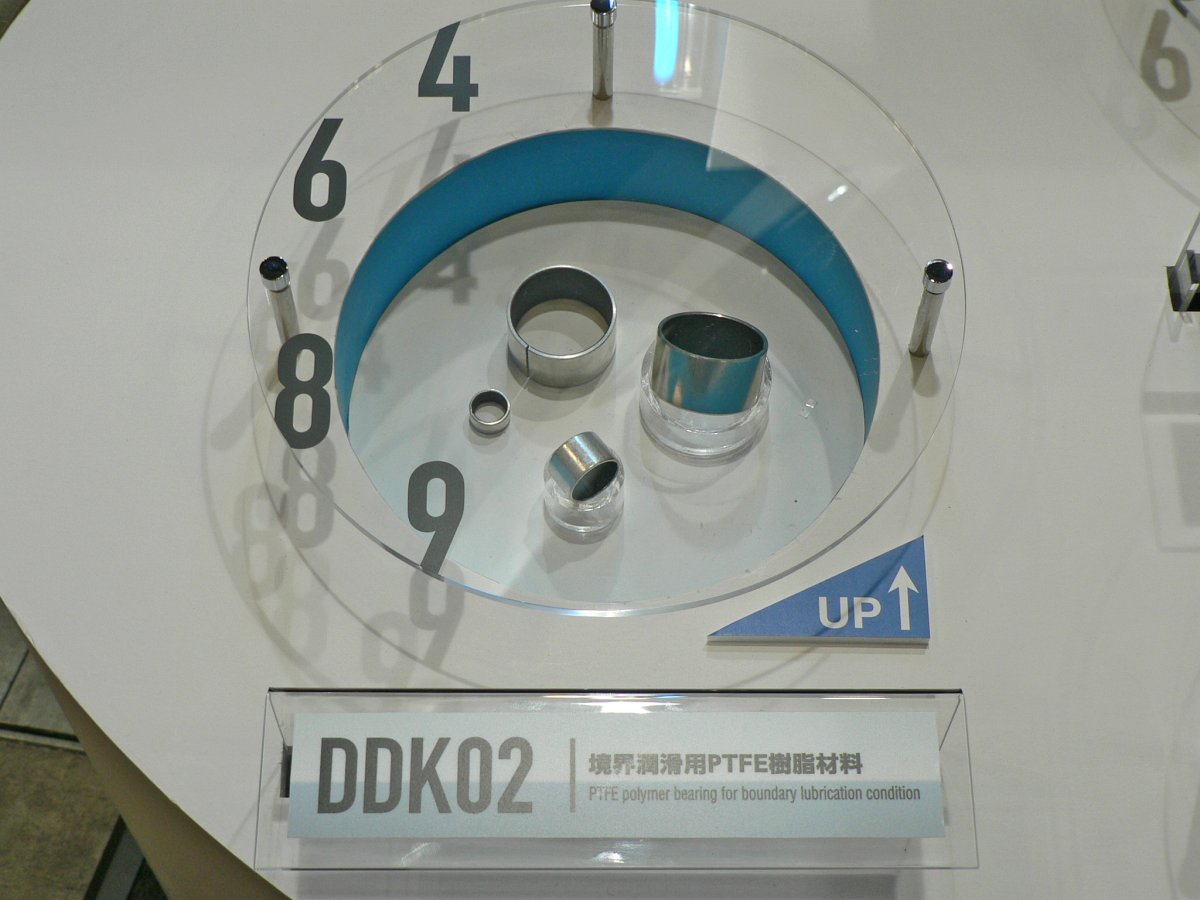 4
6
8
9
6
UP
DDK02
境界潤滑用PTFE樹脂材料
PTFE polymer bearing for boundary lubrication condition